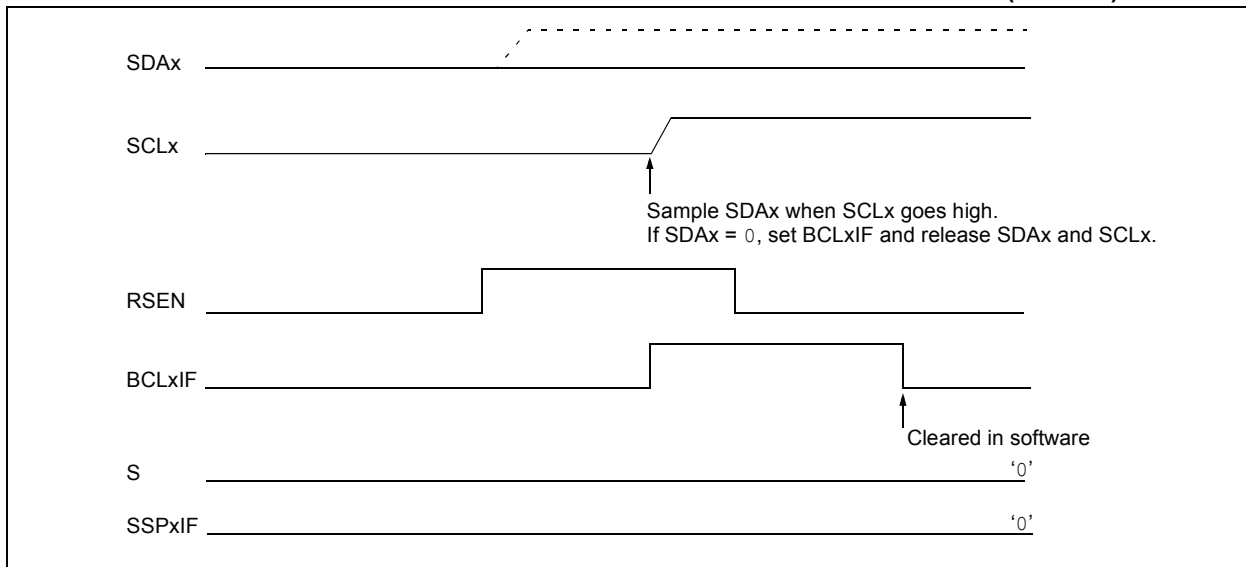 SDAx
SCLx
Sample SDAx when SCLx goes high.
If SDAx = 0, set BCLxIF and release SDAx and SCLx.
RSEN
BCLxIF
Cleared in software
S
‘0’
SSPxIF
‘0’